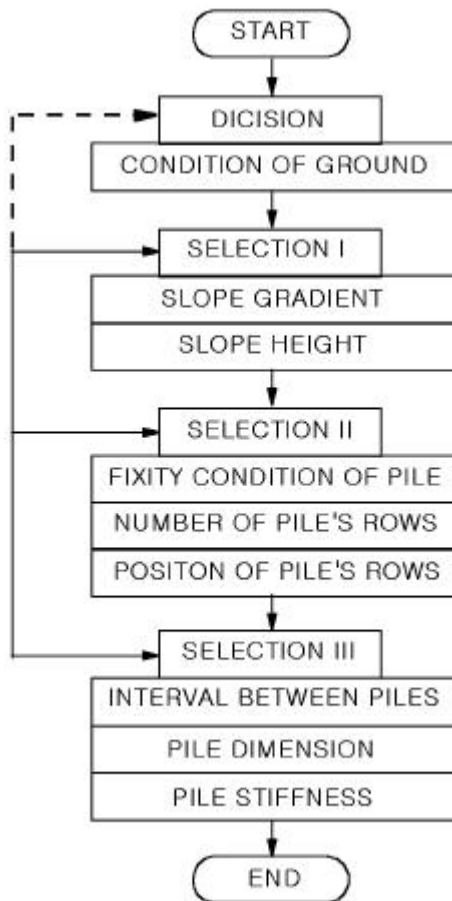 START
DICISION
CONDITION OF GROUND
SELECTION I
SLOPE GRADIENT
SLOPE HEIGHT
SELECTION II
FIXITY CONDITION OF PILE
NUMBER OF PILE'S ROWS
POSITON OF PILE'S ROWS
SELECTION III
INTERVAL BETWEEN PILES
PILE DIMENSION
PILE STIFFNESS
END